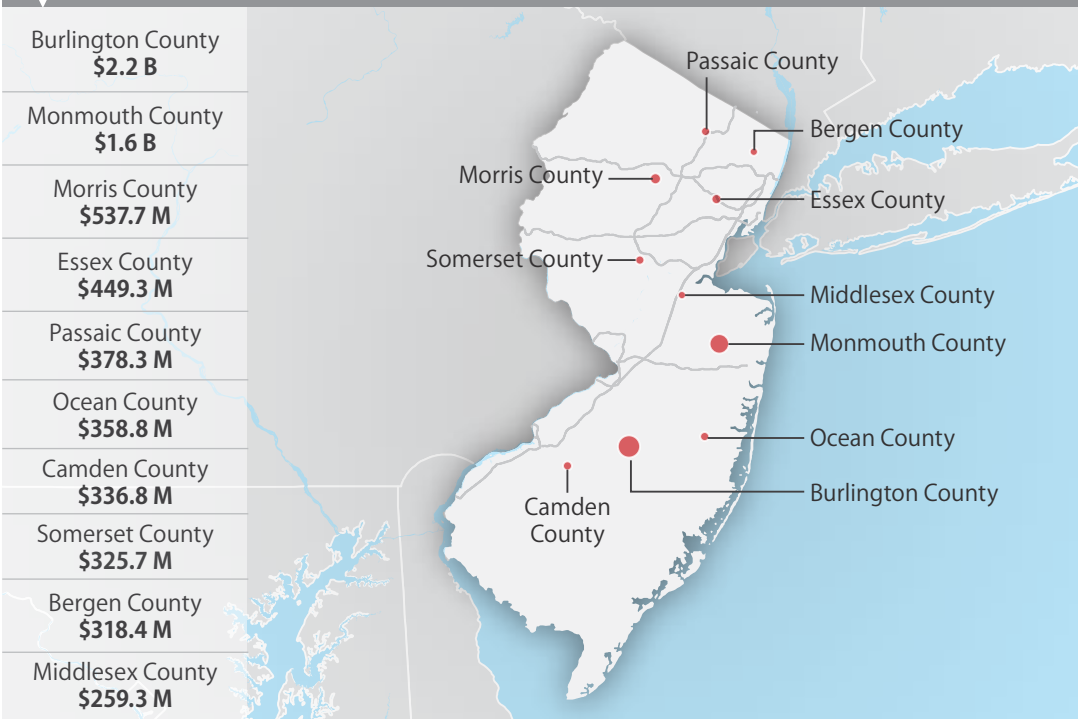 Burlington County
$2.2 B
Monmouth County
$1.6 B
Morris County
$537.7 M
Essex County
$449.3 M
Passaic County
$378.3 M
Ocean County
$358.8 M
Camden County
$336.8 M
Somerset County
$325.7 M
Bergen County
$318.4 M
Middlesex County
$259.3 M
Passaic County
Bergen County
Morris County
Essex County
Somerset County
Middlesex County
Monmouth County
Ocean County
Burlington County
Camden
County